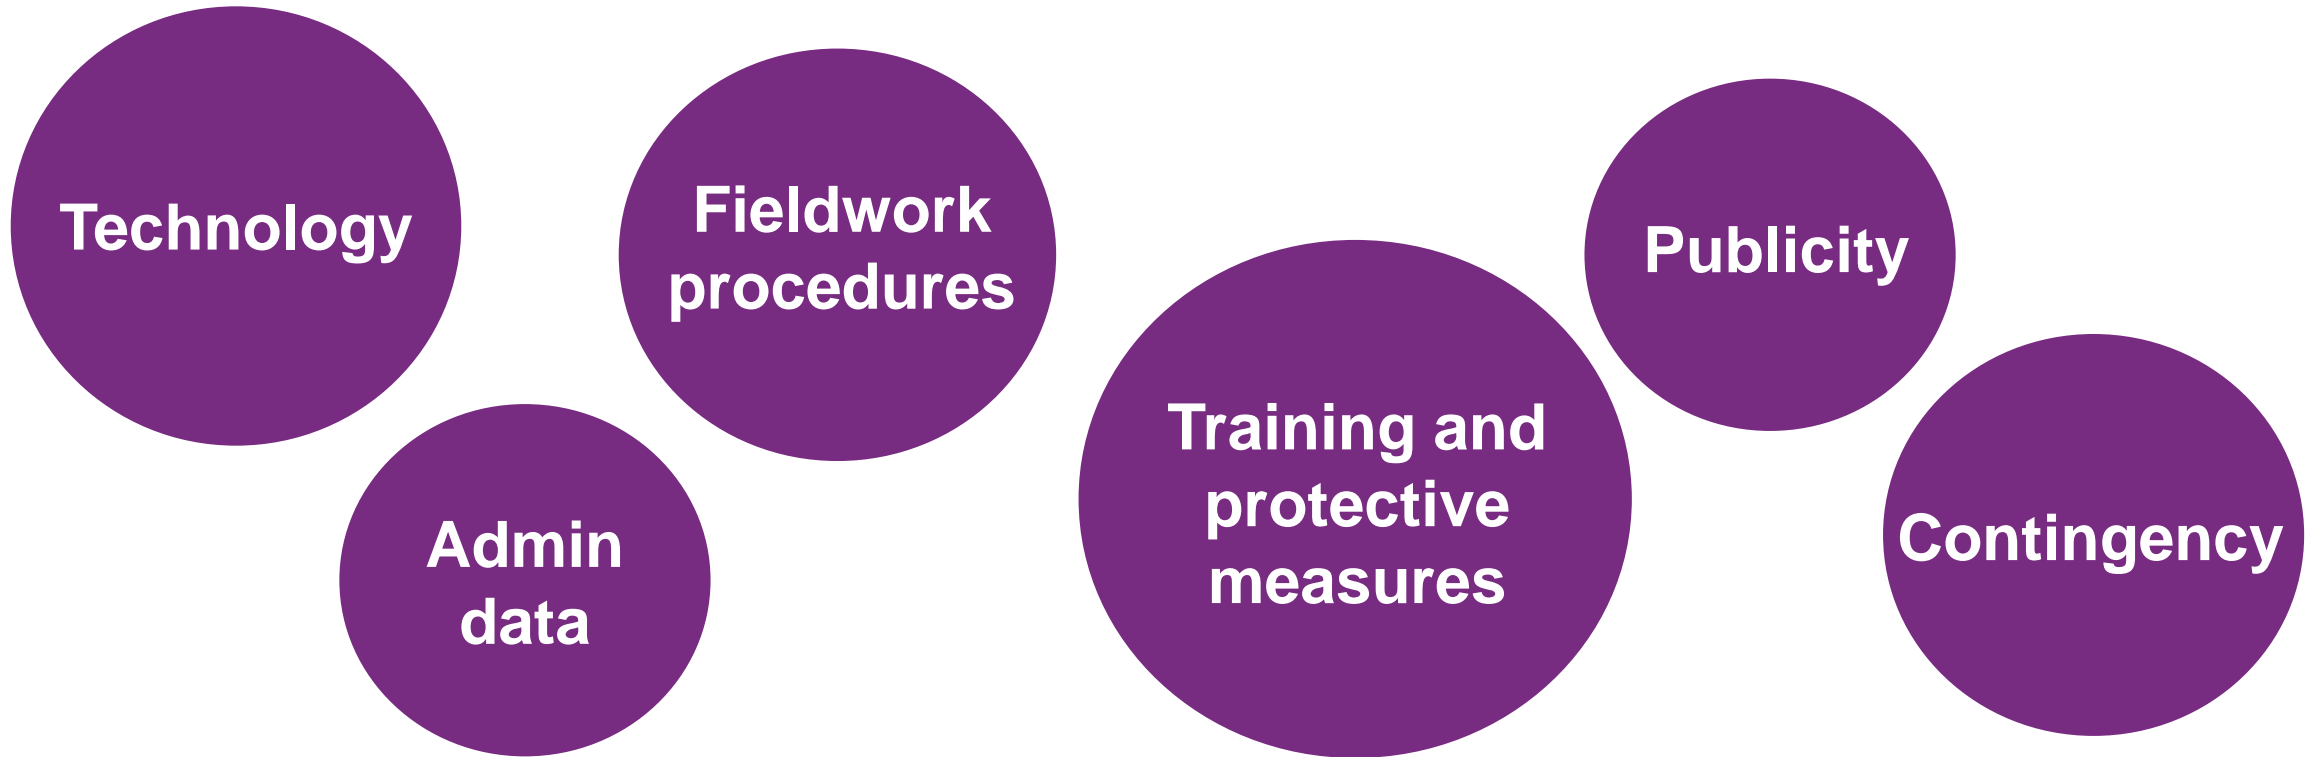 Technology
Admin
data
Fieldwork
procedures
Training and
protective
measures
Publicity
Contingency